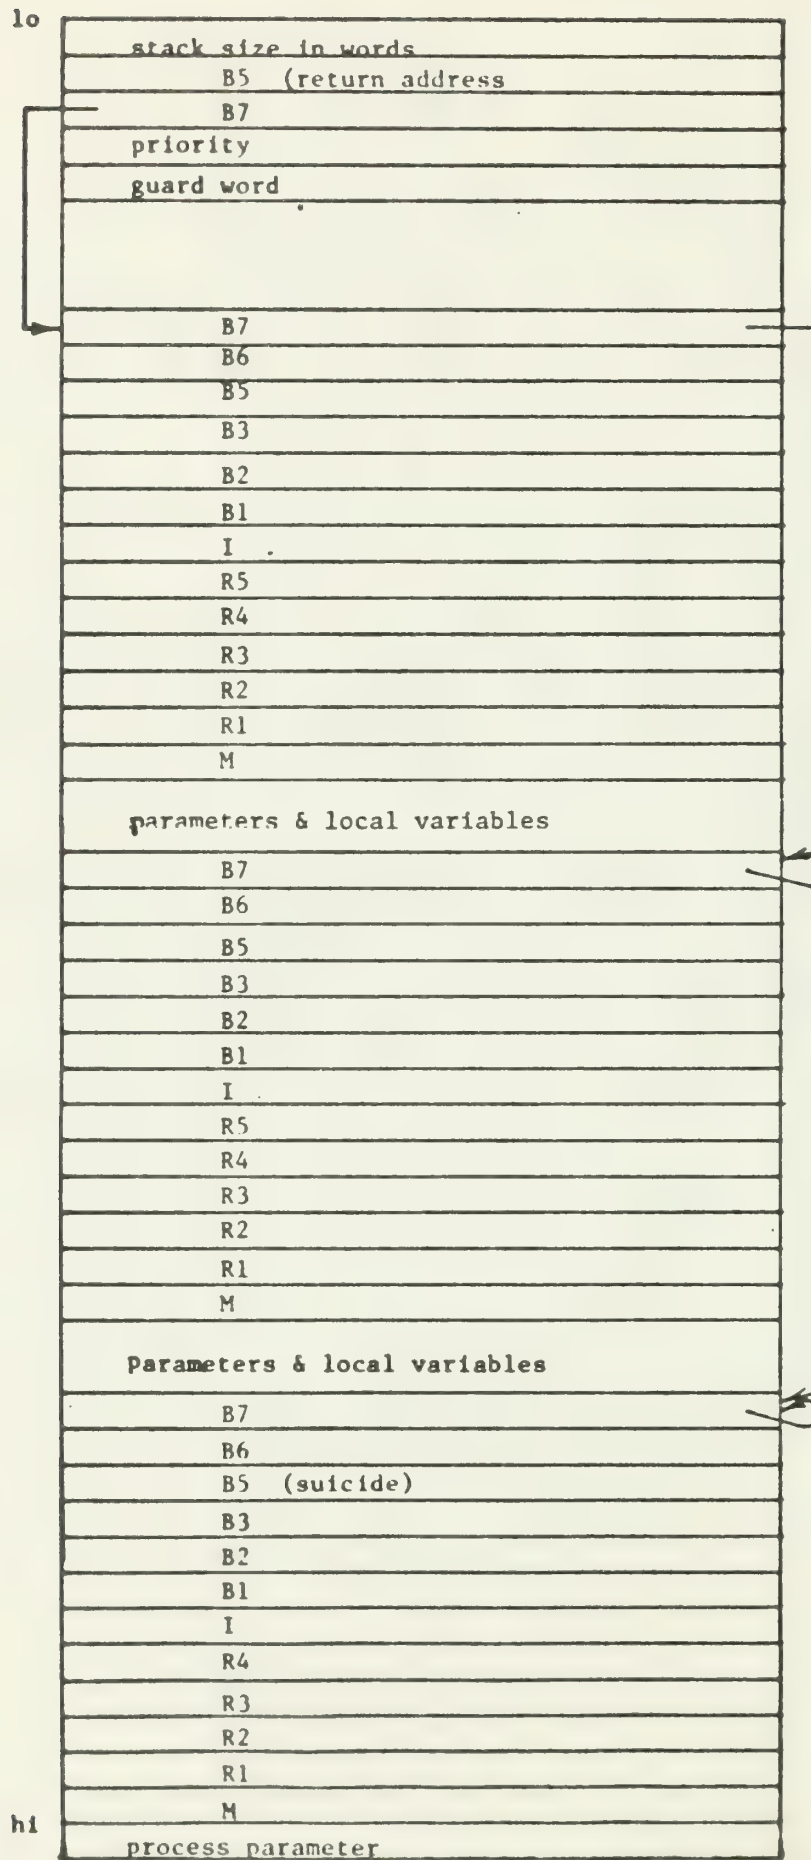 lo
stack size in words
B5 (return address
B7
priority
guard word
B7
B6
B5
B3
B2
B1
I
R5
R4
R3
R2
R1
M
parameters & local variables
B7
B6
B5
B3
B2
B1
I
R5
R4
R3
R2
R1
M
Parameters & local variables
B7
B6
B5 (suicide)
B3
B2
B1
I
R4
R3
R2
R1
M
hi
process parameter